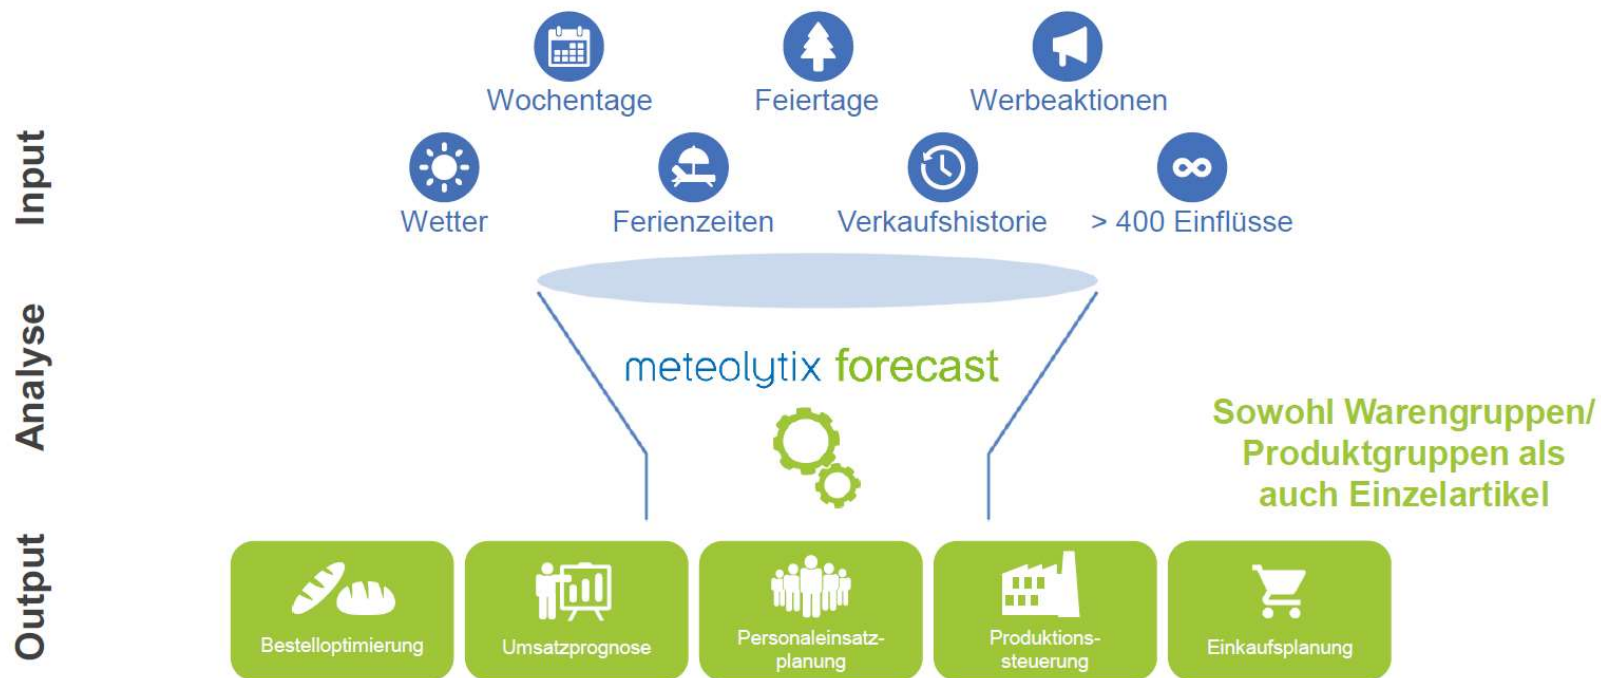 Input
Wochentage
Feiertage
Werbeaktionen
Wetter
Ferienzeiten
Verkaufshistorie
> 400 Einflüsse
Analyse
meteolytix forecast
Sowohl Warengruppen/
Produktgruppen als
auch Einzelartikel
Output
Bestelloptimierung
Umsatzprognose
Personaleinsatz-
planung
Produktions-
steuerung
Einkaufsplanung